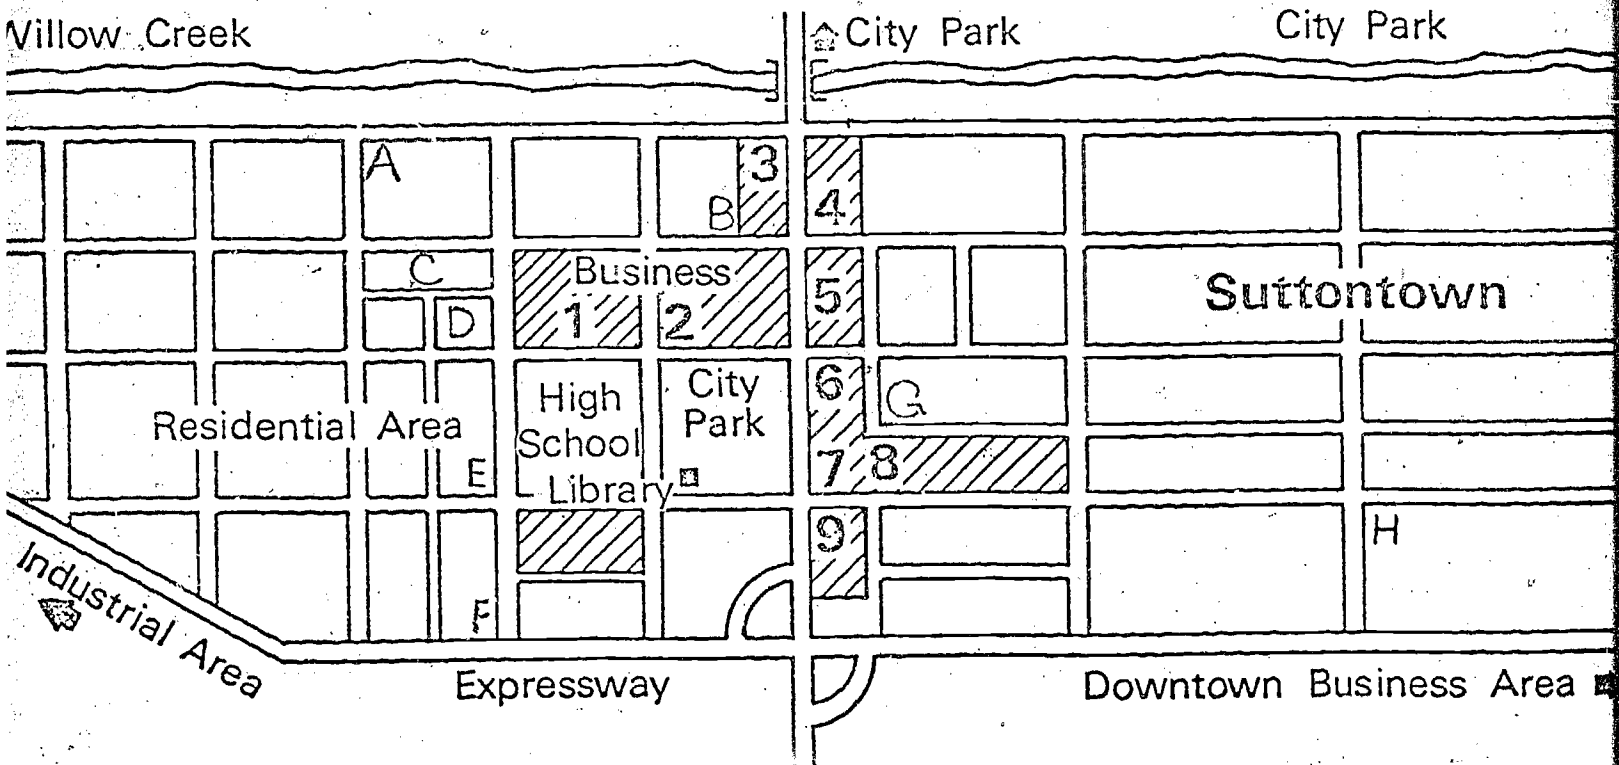 Willow Creek
City Park
City Park
A
3
B
4
C
Business
5
Suttontown
D
1
2
High
School
City
Park
6
G
Residential Area
E
Library
7
8
9
H
F
Industrial Area
Expressway
Downtown Business Area